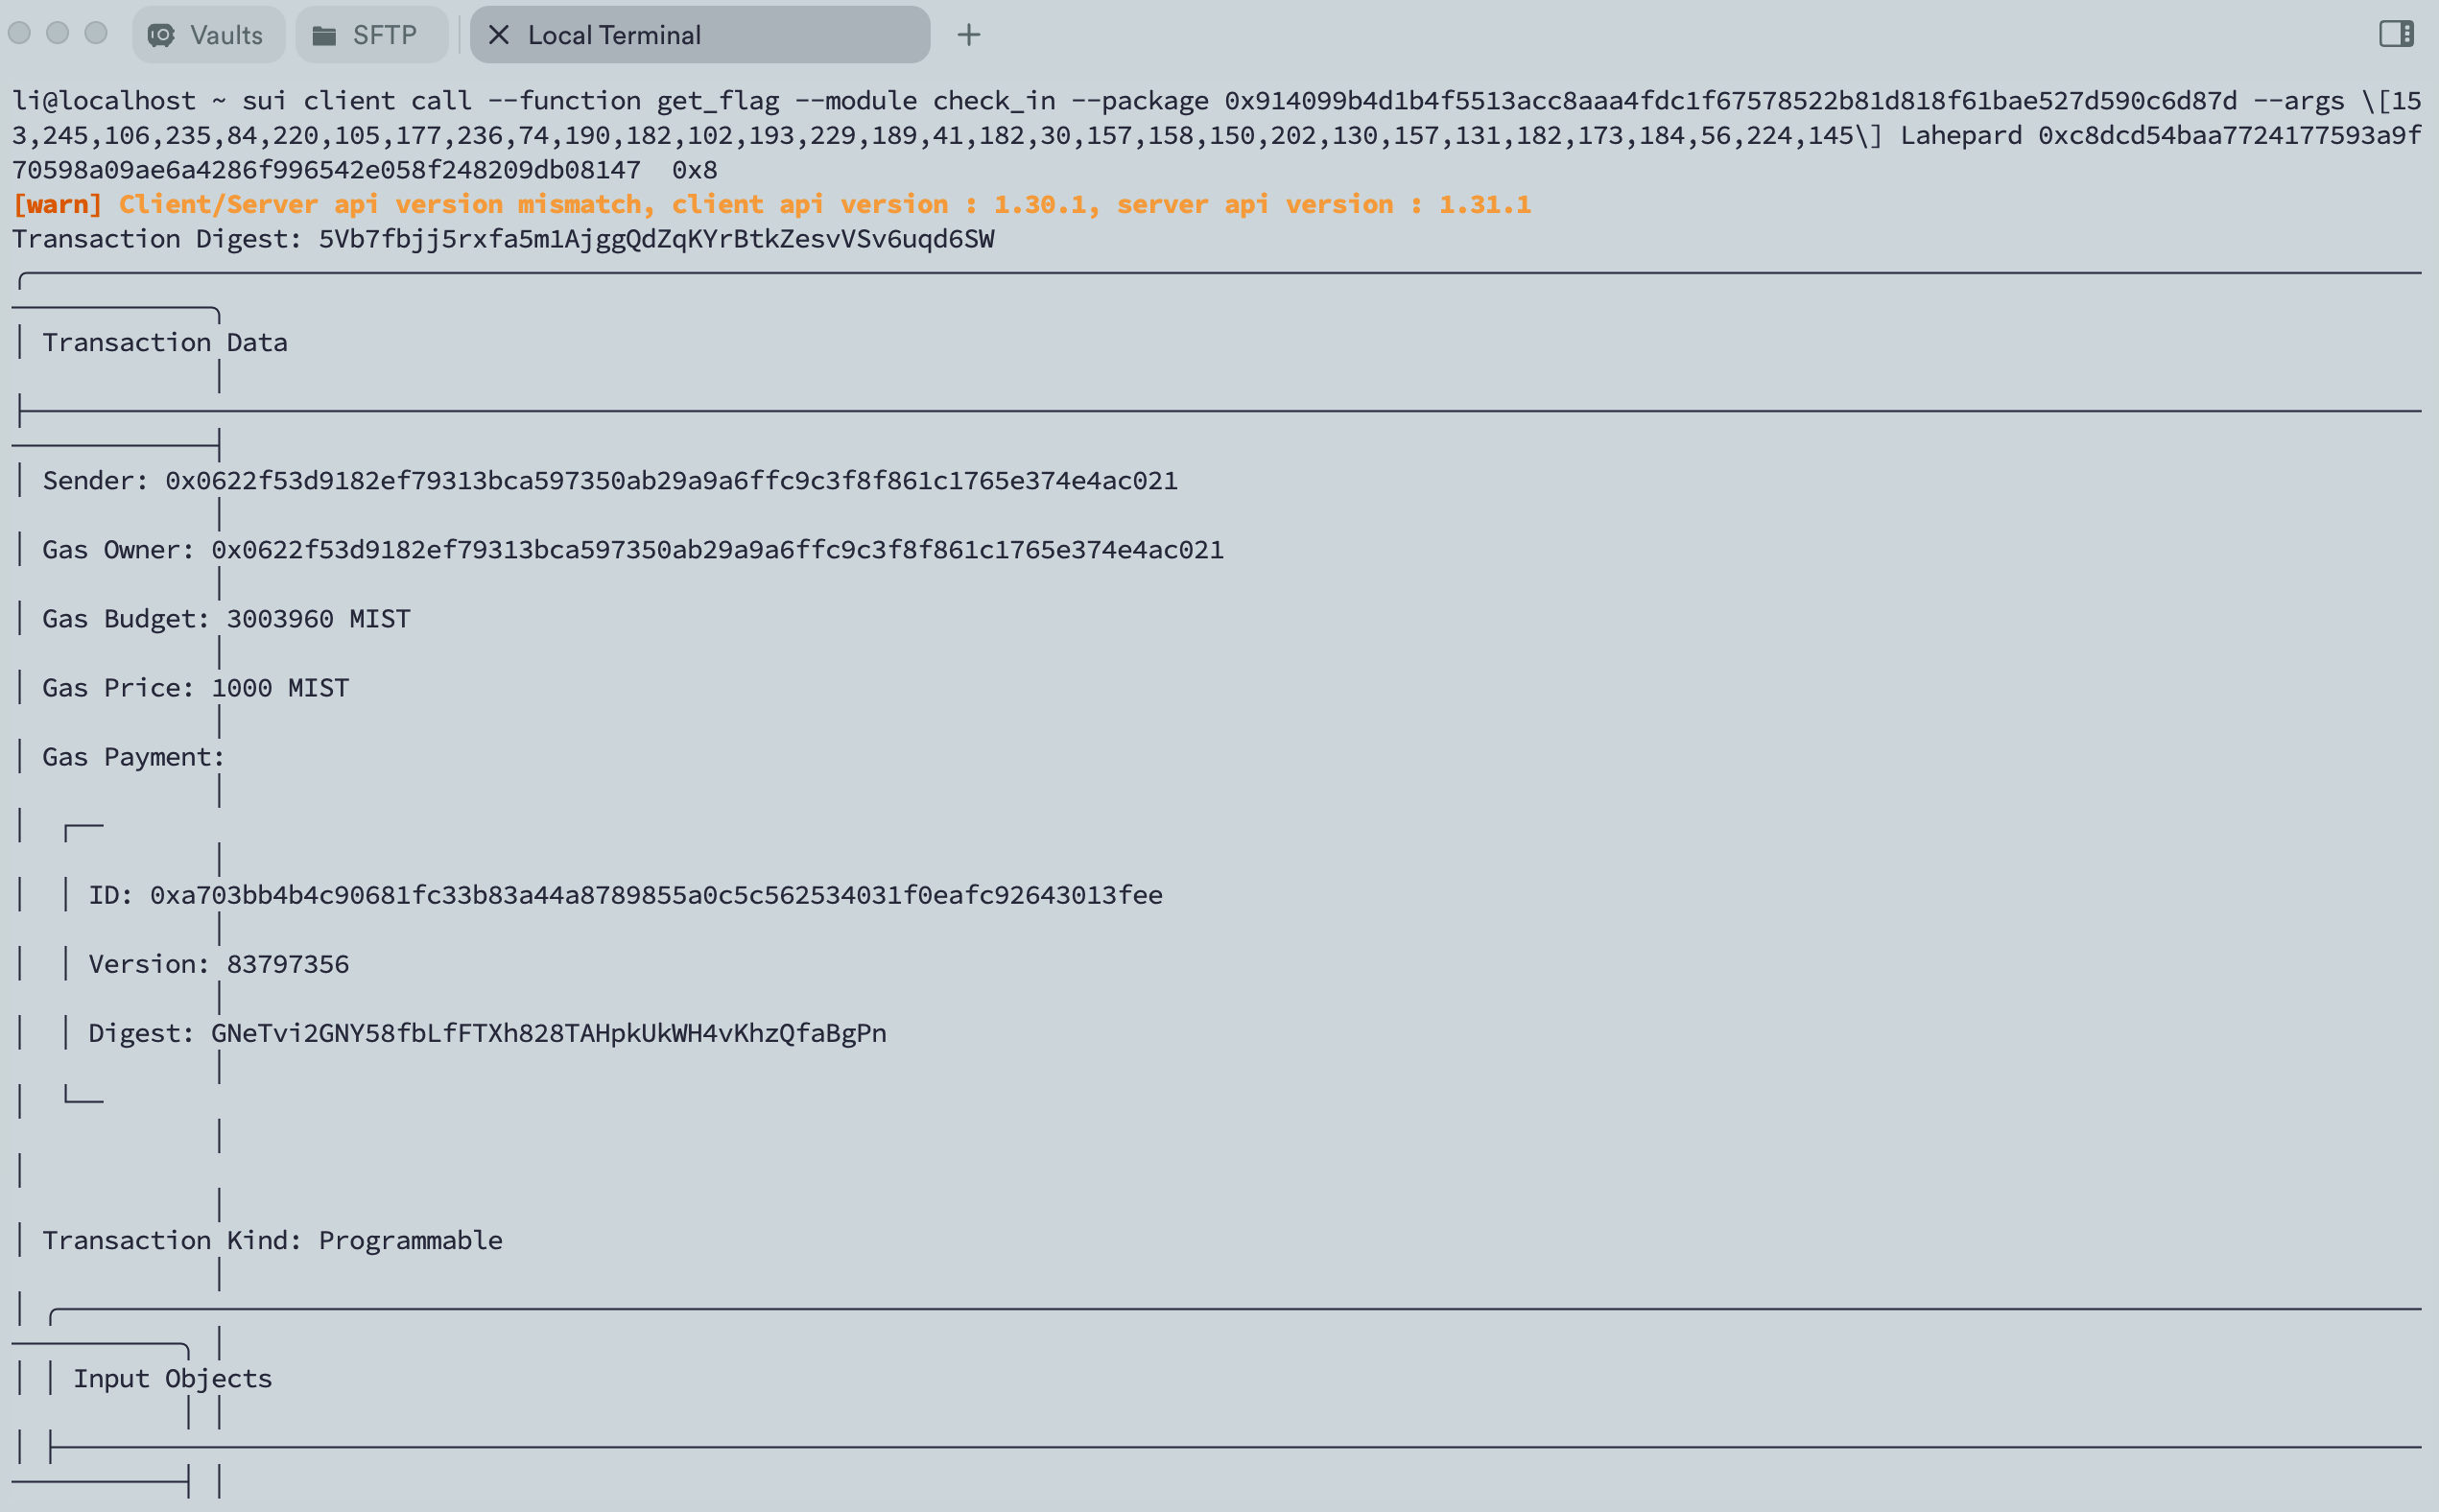 Vaults SFTP Local Terminal
li@localhost ~ sui client call --function get_flag --module check_in --package 0x914099b4d1b4f5513acc8aaa4fdc1f67578522b81d818f61bae527d590c6d87d --args \[15
3,245,106,235,84,220,105,177,236,74,190,182,102,193,229,189,41,182,30,157,158,150,202,130,157,131,182,173,184,56,224,145\] Lahepard 0xc8dcd54baa7724177593a9f
70598a09ae6a4286f996542e058f248209db08147  0x8
[warn] Client/Server api version mismatch, client api version : 1.30.1, server api version : 1.31.1
Transaction Digest: 5Vb7fbjj5rxfa5m1AjggQdZqKYrBtkZesvVSv6uqd6SW
Transaction Data
Sender: 0x0622f53d9182ef79313bca597350ab29a9a6ffc9c3f8f861c1765e374e4ac021
Gas Owner: 0x0622f53d9182ef79313bca597350ab29a9a6ffc9c3f8f861c1765e374e4ac021
Gas Budget: 3003960 MIST
Gas Price: 1000 MIST
Gas Payment:
ID: 0xa703bb4b4c90681fc33b83a44a8789855a0c5c562534031f0eafc92643013fee
Version: 83797356
Digest: GNeTvi2GNY58fbLfFTXh828TAHpkUkWH4vKhzQfaBgPn
Transaction Kind: Programmable
Input Objects